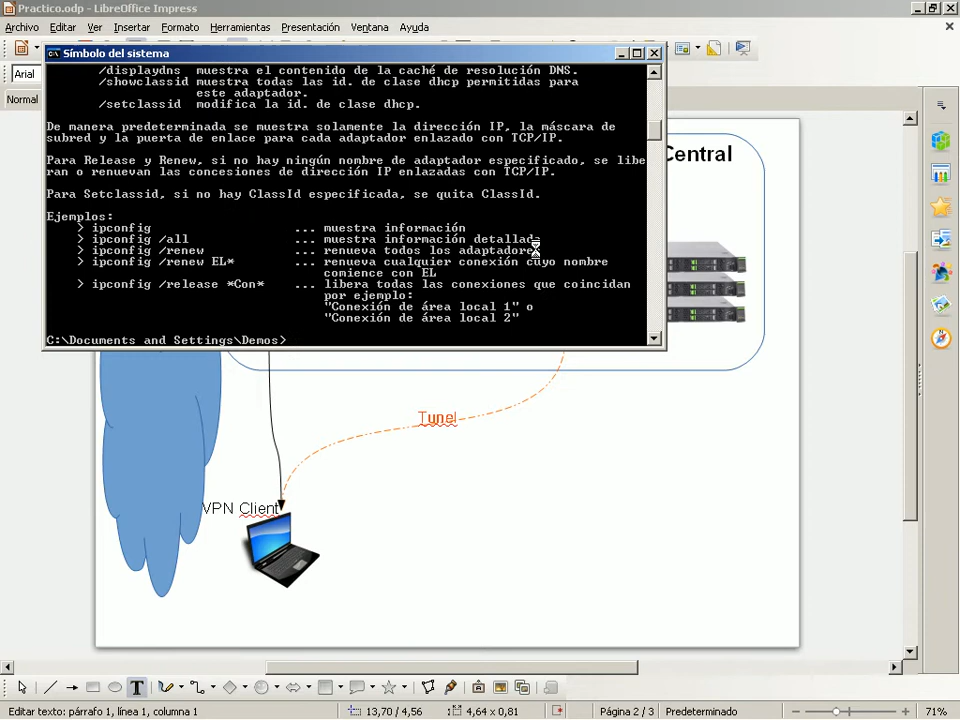 Practico.odp - LibreOffice Impress
Archivo Editar Ver Insertar Formato Herramientas Presentación Ventana Ayuda
Arial
Normal
Símbolo del sistema
/displaydns muestra el contenido de la caché de resolución DNS.
/showclassid muestra todas las id. de clase dhcp permitidas para
este adaptador.
/setclassid modifica la id. de clase dhcp.
De manera predeterminada se muestra solamente la dirección IP, la máscara de
subred y la puerta de enlace para cada adaptador enlazado con TCP/IP.
Para Release y Renew, si no hay ningún nombre de adaptador especificado, se libe
ran o renuevan las concesiones de dirección IP enlazadas con TCP/IP.
Para Setclassid, si no hay ClassId especificada, se quita ClassId.
Ejemplos:
> ipconfig ... muestra información
> ipconfig /all ... muestra información detallada
> ipconfig /renew ... renueva todos los adaptadores
> ipconfig /renew EL* ... renueva cualquier conexión cuyo nombre
comience con EL
> ipconfig /release *Con* ... libera todas las conexiones que coincidan
por ejemplo:
"Conexión de área local 1" o
"Conexión de área local 2"
C:\Documents and Settings\Demos>
Central
Tunel
VPN Client
Editar texto: párrafo 1, línea 1, columna 1 13,70 / 4,56 4,64 x 0,81 Página 2 / 3 Predeterminado 71%